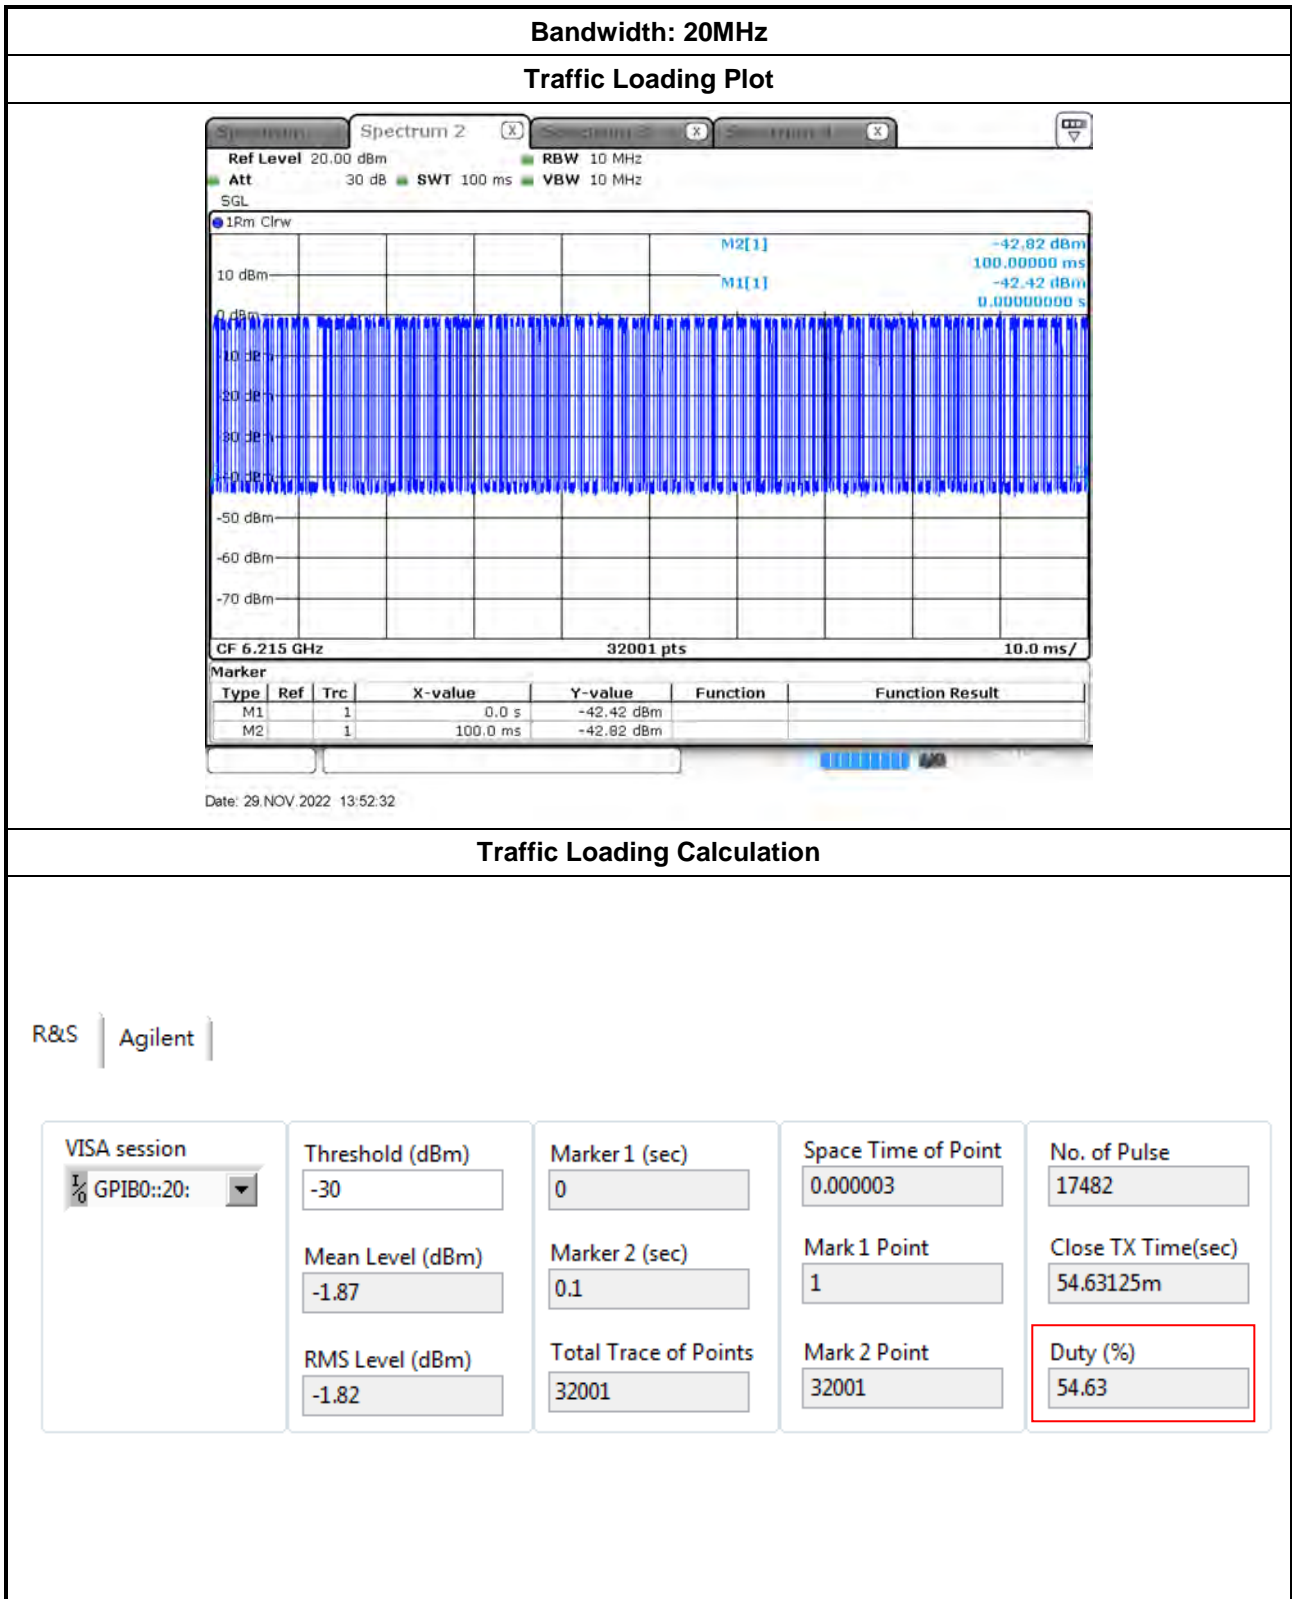 Bandwidth: 20MHz
Traffic Loading Plot
Spectrum 2 X X X
Ref Level 20.00 dBm RBW 10 MHz
Att 30 dB SWT 100 ms VBW 10 MHz
SGL
1Rm Clrw
M2[1] -42.82 dBm
100.00000 ms
10 dBm
M1[1] -42.42 dBm
0.00000000 s
0 dBm
-50 dBm
-60 dBm
-70 dBm
CF 6.215 GHz 32001 pts 10.0 ms/
Marker
Type Ref Trc X-value Y-value Function Function Result
M1 1 0.0 s -42.42 dBm
M2 1 100.0 ms -42.82 dBm
Date: 29.NOV.2022 13:52:32
Traffic Loading Calculation
R&S Agilent
VISA session
GPIB0::20:
Threshold (dBm)
-30
Mean Level (dBm)
-1.87
RMS Level (dBm)
-1.82
Marker 1 (sec)
0
Marker 2 (sec)
0.1
Total Trace of Points
32001
Space Time of Point
0.000003
Mark 1 Point
1
Mark 2 Point
32001
No. of Pulse
17482
Close TX Time(sec)
54.63125m
Duty (%)
54.63